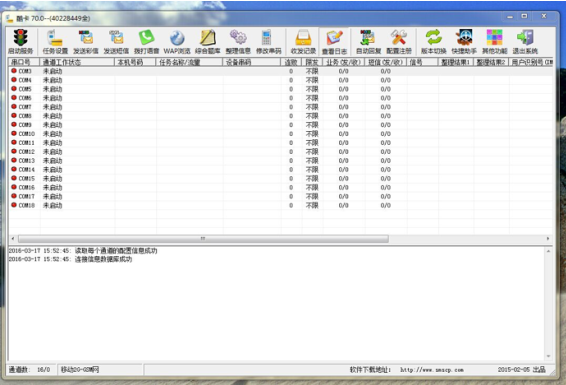 酷卡 70.0--(40228449金)
启动服务 任务设置 发送彩信 发送短信 拨打语音 WAP浏览 综合题库 整理信息 修改串码 收发记录 查看日志 自动回复 配置注册 版本切换 快捷助手 其他功能 退出系统
串口号 通道工作状态 本机号码 任务名称/流量 设备串码 连败 限发 业务(发/收) 短信(发/收) 信号 整理结果1 整理结果2 用户识别号
COM3 未启动 0 不限 0/0 0/0
COM4 未启动 0 不限 0/0 0/0
COM5 未启动 0 不限 0/0 0/0
COM6 未启动 0 不限 0/0 0/0
COM7 未启动 0 不限 0/0 0/0
COM8 未启动 0 不限 0/0 0/0
COM9 未启动 0 不限 0/0 0/0
COM10 未启动 0 不限 0/0 0/0
COM11 未启动 0 不限 0/0 0/0
COM12 未启动 0 不限 0/0 0/0
COM13 未启动 0 不限 0/0 0/0
COM14 未启动 0 不限 0/0 0/0
COM15 未启动 0 不限 0/0 0/0
COM16 未启动 0 不限 0/0 0/0
COM17 未启动 0 不限 0/0 0/0
COM18 未启动 0 不限 0/0 0/0
2016-03-17 15:52:45: 读取每个通道的配置信息成功
2016-03-17 15:52:45: 连接信息数据库成功
通道数: 16/0 移动2G-GSM网 软件下载地址: http://www.smscp.com 2015-02-05 出品